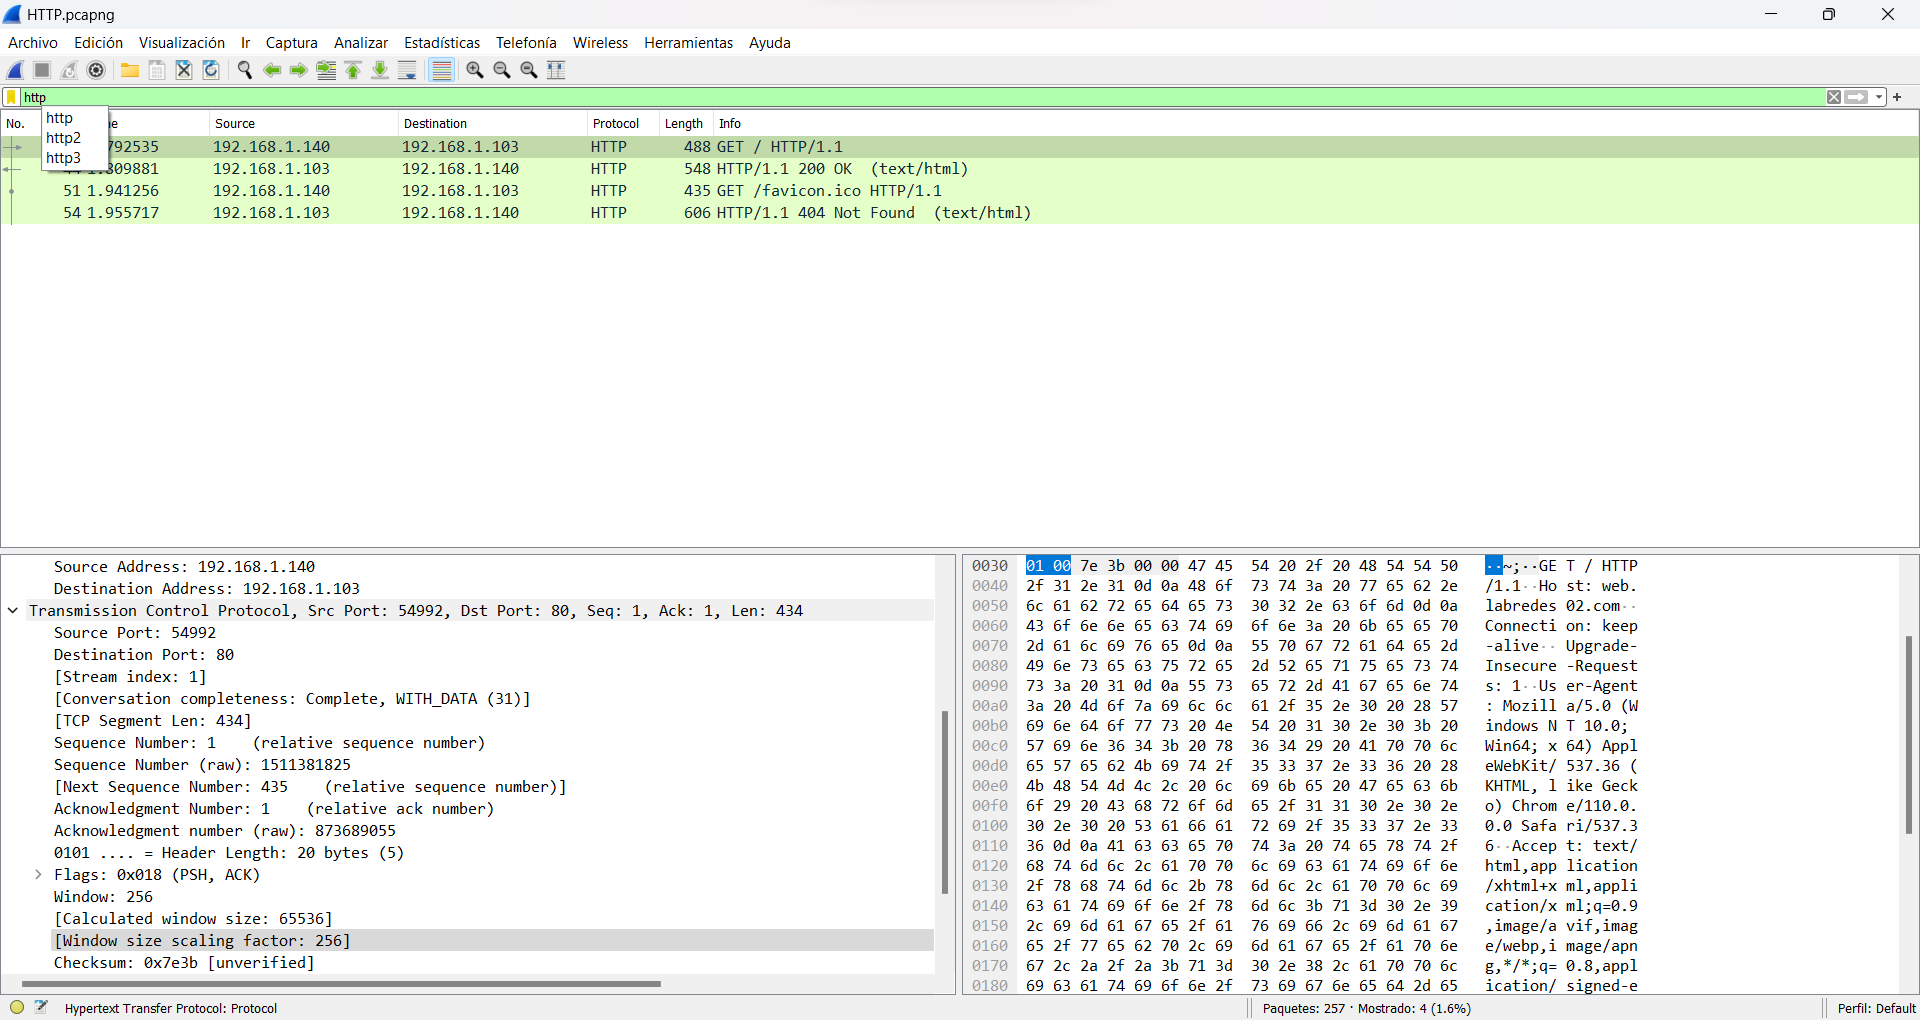 HTTP.pcapng
Archivo Edición Visualización Ir Captura Analizar Estadísticas Telefonía Wireless Herramientas Ayuda
http
http
http2
http3
No. Source Destination Protocol Length Info
792535 192.168.1.140 192.168.1.103 HTTP 488 GET / HTTP/1.1
809881 192.168.1.103 192.168.1.140 HTTP 548 HTTP/1.1 200 OK (text/html)
51 1.941256 192.168.1.140 192.168.1.103 HTTP 435 GET /favicon.ico HTTP/1.1
54 1.955717 192.168.1.103 192.168.1.140 HTTP 606 HTTP/1.1 404 Not Found (text/html)
Source Address: 192.168.1.140
Destination Address: 192.168.1.103
Transmission Control Protocol, Src Port: 54992, Dst Port: 80, Seq: 1, Ack: 1, Len: 434
Source Port: 54992
Destination Port: 80
[Stream index: 1]
[Conversation completeness: Complete, WITH_DATA (31)]
[TCP Segment Len: 434]
Sequence Number: 1 (relative sequence number)
Sequence Number (raw): 1511381825
[Next Sequence Number: 435 (relative sequence number)]
Acknowledgment Number: 1 (relative ack number)
Acknowledgment number (raw): 873689055
0101 .... = Header Length: 20 bytes (5)
Flags: 0x018 (PSH, ACK)
Window: 256
[Calculated window size: 65536]
[Window size scaling factor: 256]
Checksum: 0x7e3b [unverified]
0030 01 00 7e 3b 00 00 47 45 54 20 2f 20 48 54 54 50 ··~;··GE T / HTTP
0040 2f 31 2e 31 0d 0a 48 6f 73 74 3a 20 77 65 62 2e /1.1··Ho st: web.
0050 6c 61 62 72 65 64 65 73 30 32 2e 63 6f 6d 0d 0a labredes 02.com··
0060 43 6f 6e 6e 65 63 74 69 6f 6e 3a 20 6b 65 65 70 Connecti on: keep
0070 2d 61 6c 69 76 65 0d 0a 55 70 67 72 61 64 65 2d -alive·· Upgrade-
0080 49 6e 73 65 63 75 72 65 2d 52 65 71 75 65 73 74 Insecure -Request
0090 73 3a 20 31 0d 0a 55 73 65 72 2d 41 67 65 6e 74 s: 1··Us er-Agent
00a0 3a 20 4d 6f 7a 69 6c 6c 61 2f 35 2e 30 20 28 57 : Mozill a/5.0 (W
00b0 69 6e 64 6f 77 73 20 4e 54 20 31 30 2e 30 3b 20 indows N T 10.0;
00c0 57 69 6e 36 34 3b 20 78 36 34 29 20 41 70 70 6c Win64; x 64) Appl
00d0 65 57 65 62 4b 69 74 2f 35 33 37 2e 33 36 20 28 eWebKit/ 537.36 (
00e0 4b 48 54 4d 4c 2c 20 6c 69 6b 65 20 47 65 63 6b KHTML, l ike Geck
00f0 6f 29 20 43 68 72 6f 6d 65 2f 31 31 30 2e 30 2e o) Chrom e/110.0.
0100 30 2e 30 20 53 61 66 61 72 69 2f 35 33 37 2e 33 0.0 Safa ri/537.3
0110 36 0d 0a 41 63 63 65 70 74 3a 20 74 65 78 74 2f 6··Accep t: text/
0120 68 74 6d 6c 2c 61 70 70 6c 69 63 61 74 69 6f 6e html,app lication
0130 2f 78 68 74 6d 6c 2b 78 6d 6c 2c 61 70 70 6c 69 /xhtml+x ml,appli
0140 63 61 74 69 6f 6e 2f 78 6d 6c 3b 71 3d 30 2e 39 cation/x ml;q=0.9
0150 2c 69 6d 61 67 65 2f 61 76 69 66 2c 69 6d 61 67 ,image/a vif,imag
0160 65 2f 77 65 62 70 2c 69 6d 61 67 65 2f 61 70 6e e/webp,i mage/apn
0170 67 2c 2a 2f 2a 3b 71 3d 30 2e 38 2c 61 70 70 6c g,*/*;q= 0.8,appl
0180 69 63 61 74 69 6f 6e 2f 73 69 67 6e 65 64 2d 65 ication/ signed-e
Hypertext Transfer Protocol: Protocol
Paquetes: 257 · Mostrado: 4 (1.6%)
Perfil: Default